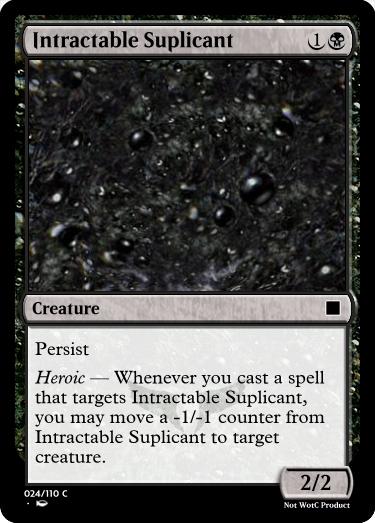 Intractable Suplicant 1
Creature
Persist
Heroic — Whenever you cast a spell
that targets Intractable Suplicant,
you may move a -1/-1 counter from
Intractable Suplicant to target
creature.
2/2
024/110 C
Not WotC Product